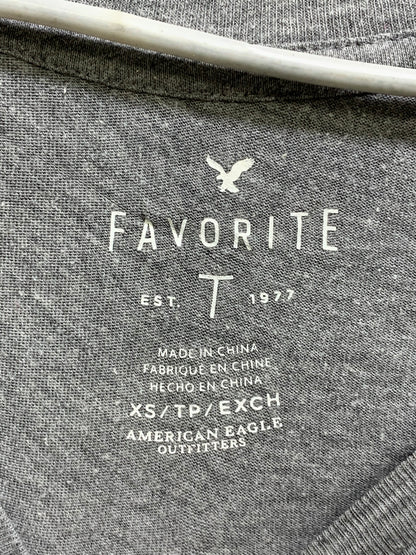 FAVORITE
EST. T 1977
MADE IN CHINA
FABRIQUÉ EN CHINE
HECHO EN CHINA
XS/TP/EXCH
AMERICAN EAGLE
OUTFITTERS